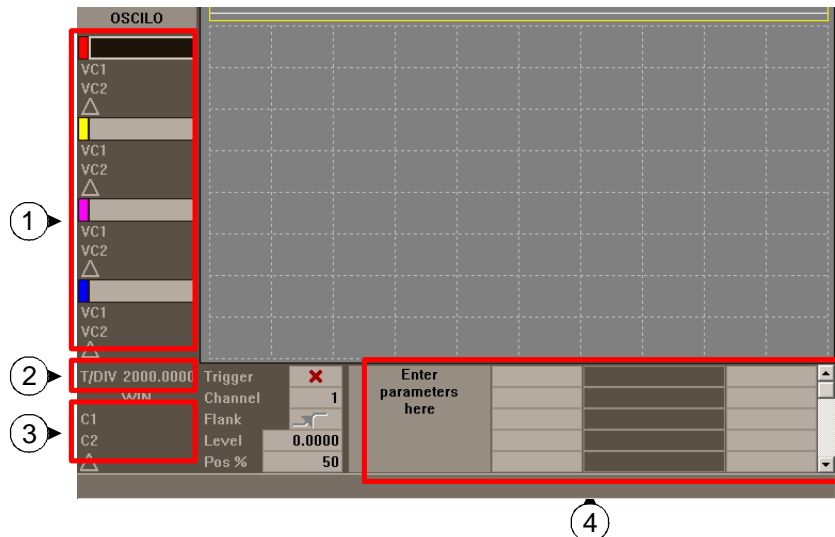 OSCILO
VC1
VC2
△
VC1
VC2
△
VC1
VC2
△
VC1
VC2
△
1
2
T/DIV 2000.0000
WIN
3
C1
C2
△
Trigger
Channel 1
Flank
Level 0.0000
Pos % 50
Enter
parameters
here
4